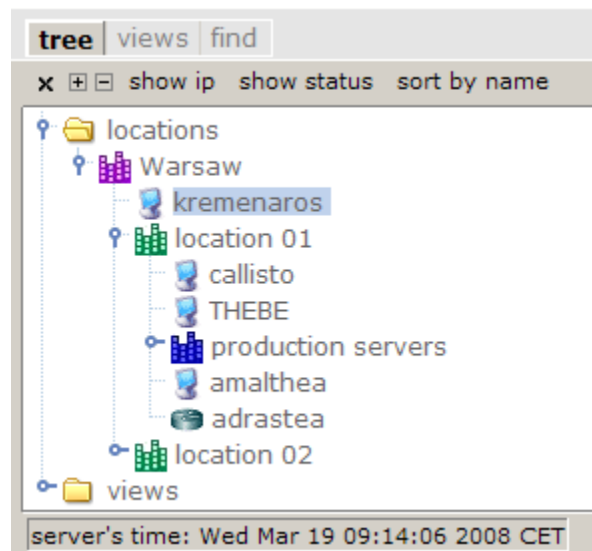 tree views find
x show ip show status sort by name
locations
Warsaw
kremenaros
location 01
callisto
THEBE
production servers
amalthea
adrastea
location 02
views
server's time: Wed Mar 19 09:14:06 2008 CET